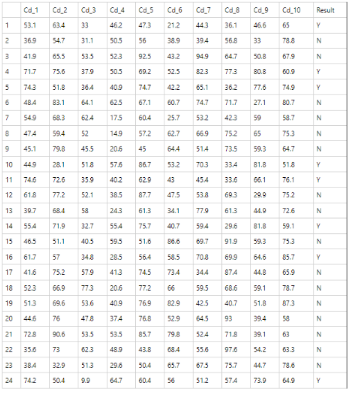 Cd_1 Cd_2 Cd_3 Cd_4 Cd_5 Cd_6 Cd_7 Cd_8 Cd_9 Cd_10 Result
1 53.1 63.4 33 46.2 47.3 21.2 44.3 36.1 46.6 65 Y
2 36.9 54.7 31.1 50.5 56 38.9 39.4 56.8 33 78.8 N
3 41.9 65.5 53.5 52.3 92.5 43.2 94.9 64.7 50.8 67.9 N
4 71.7 75.6 37.9 50.5 69.2 52.5 82.3 77.3 80.8 60.9 Y
5 74.3 51.8 36.4 40.9 74.7 42.2 65.1 36.2 77.6 74.9 Y
6 48.4 83.1 64.1 62.5 67.1 60.7 74.7 71.7 27.1 80.7 N
7 54.9 68.3 62.4 17.5 60.4 25.7 53.2 42.3 59 58.7 N
8 47.4 59.4 52 14.9 57.2 62.7 66.9 75.2 65 75.3 N
9 45.1 79.8 45.5 20.6 45 64.4 51.4 73.5 59.3 64.7 N
10 44.9 28.1 51.8 57.6 86.7 53.2 70.3 33.4 81.8 51.8 Y
11 74.6 72.6 35.9 40.2 62.9 43 45.4 33.6 66.1 76.1 Y
12 61.8 77.2 52.1 38.5 87.7 47.5 53.8 69.3 29.9 75.2 N
13 39.7 68.4 58 24.3 61.3 34.1 77.9 61.3 44.9 72.6 N
14 55.4 71.9 32.7 55.4 75.7 40.7 59.4 29.6 81.8 59.1 Y
15 46.5 51.1 40.5 59.5 51.6 86.6 69.7 91.9 59.3 75.3 N
16 61.7 57 34.8 28.5 56.4 58.5 70.8 69.9 64.6 85.7 Y
17 41.6 75.2 57.9 41.3 74.5 73.4 34.4 87.4 44.8 65.9 N
18 52.3 66.9 77.3 20.6 77.2 66 59.5 68.6 59.1 78.7 N
19 51.3 69.6 53.6 40.9 76.9 82.9 42.5 40.7 51.8 87.3 N
20 44.6 76 47.8 37.4 76.8 52.9 64.5 93 39.4 58 N
21 72.8 90.6 53.5 53.5 85.7 79.8 52.4 71.8 39.1 63 N
22 35.6 73 62.3 48.9 43.8 68.4 55.6 97.6 54.2 63.3 N
23 38.4 32.9 51.3 29.6 50.4 65.7 67.5 75.7 44.7 78.6 N
24 74.2 50.4 9.9 64.7 60.4 56 51.2 57.4 73.9 64.9 Y